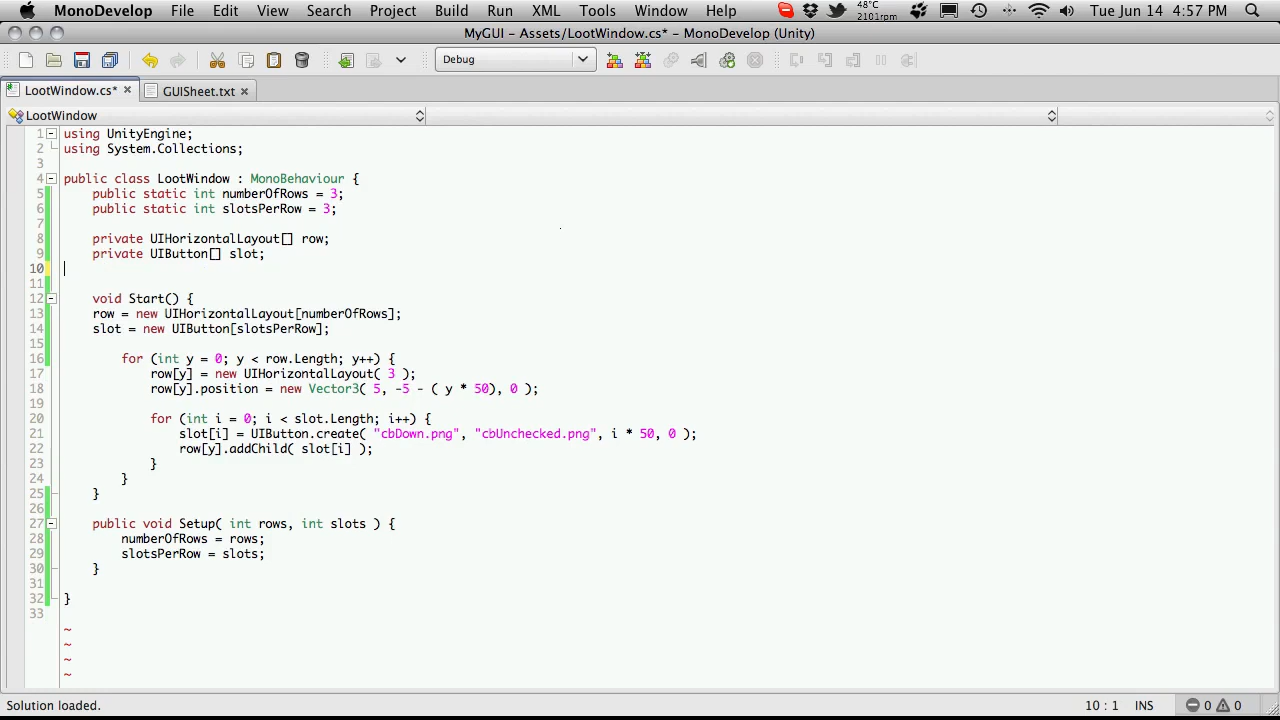 MonoDevelop File Edit View Search Project Build Run XML Tools Window Help 48°C 2101rpm Tue Jun 14 4:57 PM
MyGUI - Assets/LootWindow.cs* - MonoDevelop (Unity)
Debug
LootWindow.cs* GUISheet.txt
LootWindow
1 using UnityEngine;
2 using System.Collections;
3
4 public class LootWindow : MonoBehaviour {
5 public static int numberOfRows = 3;
6 public static int slotsPerRow = 3;
7
8 private UIHorizontalLayout[] row;
9 private UIButton[] slot;
10
11
12 void Start() {
13 row = new UIHorizontalLayout[numberOfRows];
14 slot = new UIButton[slotsPerRow];
15
16 for (int y = 0; y < row.Length; y++) {
17 row[y] = new UIHorizontalLayout( 3 );
18 row[y].position = new Vector3( 5, -5 - ( y * 50), 0 );
19
20 for (int i = 0; i < slot.Length; i++) {
21 slot[i] = UIButton.create( "cbDown.png", "cbUnchecked.png", i * 50, 0 );
22 row[y].addChild( slot[i] );
23 }
24 }
25 }
26
27 public void Setup( int rows, int slots ) {
28 numberOfRows = rows;
29 slotsPerRow = slots;
30 }
31
32 }
33
~
~
~
~
Solution loaded. 10 : 1 INS 0 0